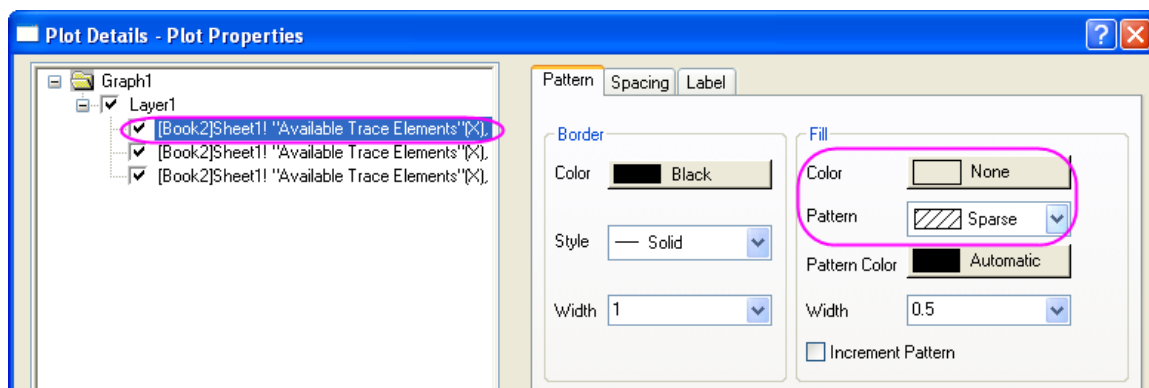 Plot Details - Plot Properties
Graph1
Layer1
[Book2]Sheet1! "Available Trace Elements"(X),
[Book2]Sheet1! "Available Trace Elements"(X),
[Book2]Sheet1! "Available Trace Elements"(X),
Pattern Spacing Label
Border
Color Black
Style Solid
Width 1
Fill
Color None
Pattern Sparse
Pattern Color Automatic
Width 0.5
Increment Pattern